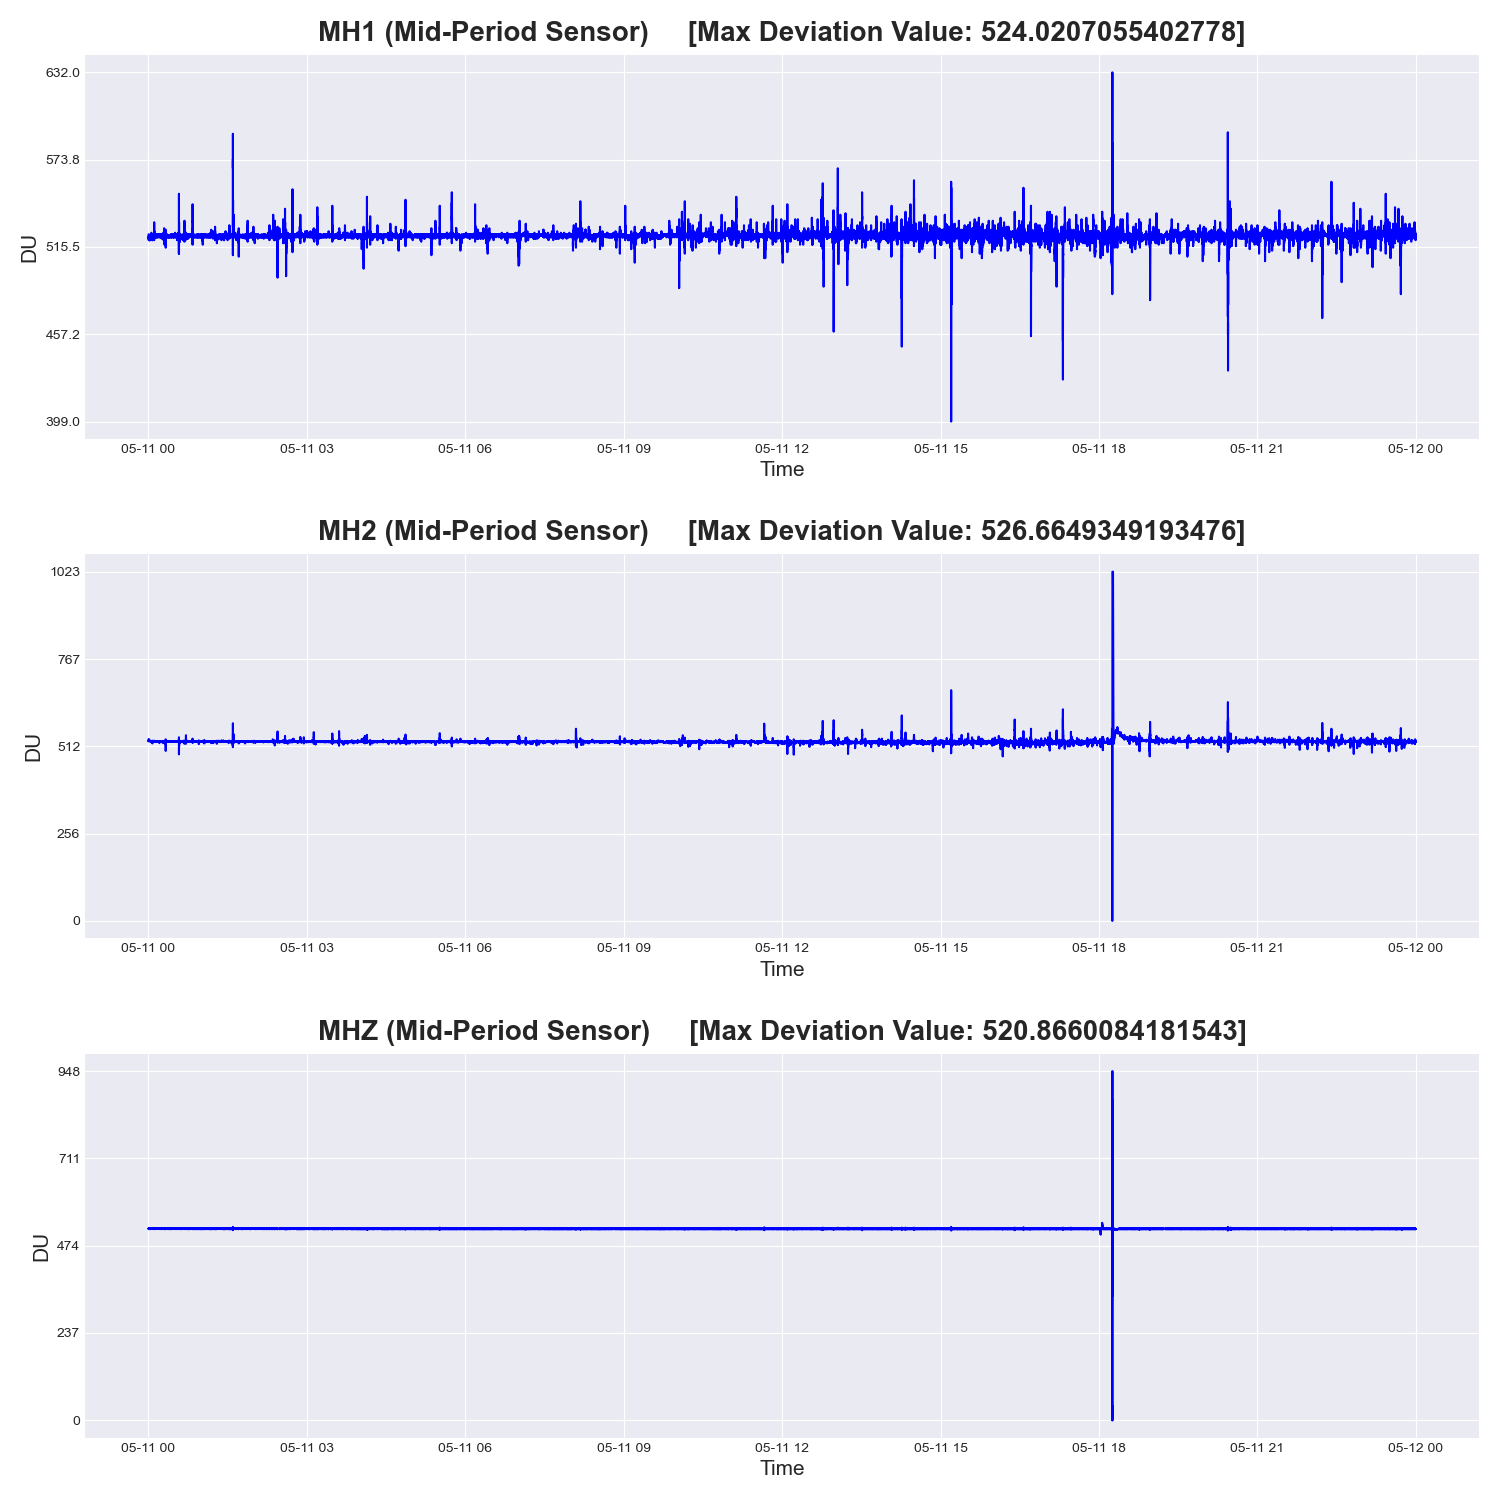 MH1 (Mid-Period Sensor) [Max Deviation Value: 524.0207055402778]
632.0
573.8
515.5
457.2
399.0
DU
05-11 00 05-11 03 05-11 06 05-11 09 05-11 12 05-11 15 05-11 18 05-11 21 05-12 00
Time
MH2 (Mid-Period Sensor) [Max Deviation Value: 526.6649349193476]
1023
767
512
256
0
DU
05-11 00 05-11 03 05-11 06 05-11 09 05-11 12 05-11 15 05-11 18 05-11 21 05-12 00
Time
MHZ (Mid-Period Sensor) [Max Deviation Value: 520.8660084181543]
948
711
474
237
0
DU
05-11 00 05-11 03 05-11 06 05-11 09 05-11 12 05-11 15 05-11 18 05-11 21 05-12 00
Time